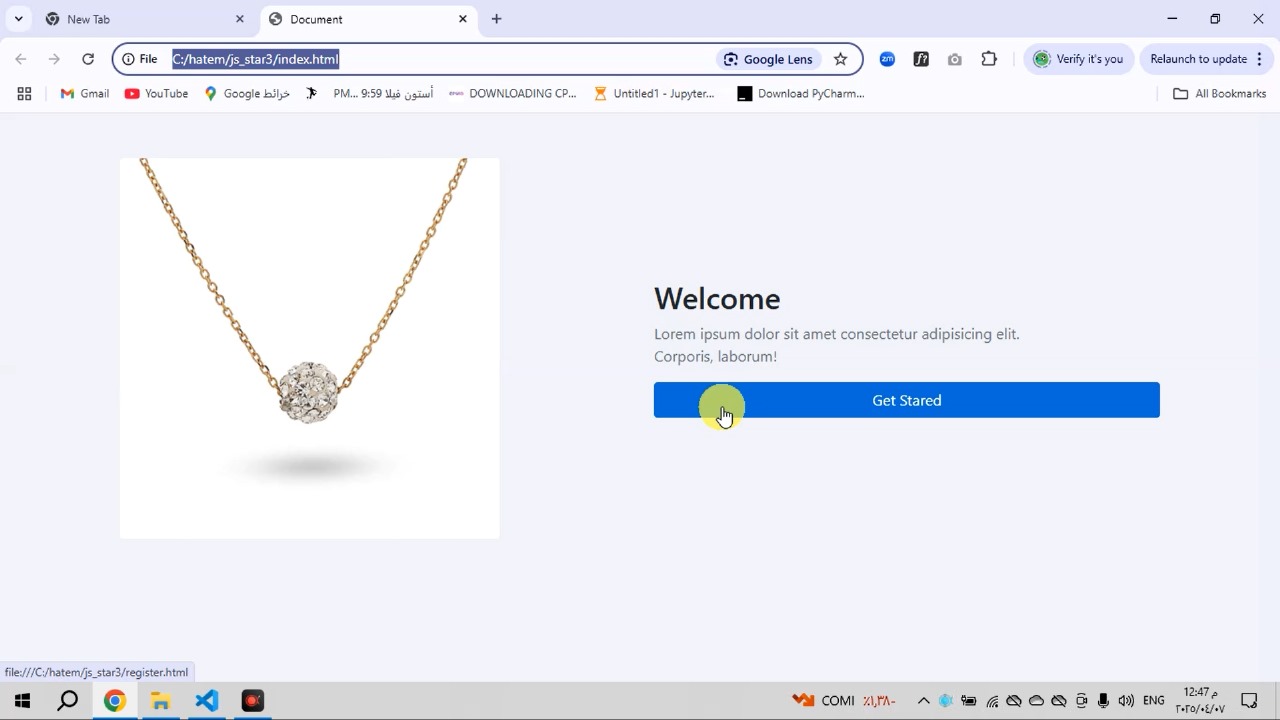 New Tab
Document
File C:/hatem/js_star3/index.html
Google Lens
Verify it's you
Relaunch to update
Gmail
YouTube
خرائط Google
أستون فيلا 9:59 PM...
DOWNLOADING CP...
Untitled1 - Jupyter...
Download PyCharm...
All Bookmarks
Welcome
Lorem ipsum dolor sit amet consectetur adipisicing elit.
Corporis, laborum!
Get Stared
file:///C:/hatem/js_star3/register.html
COMI ٪١,٣٨-
ENG
12:47 م
٢٠٢٥/٠٤/٠٧